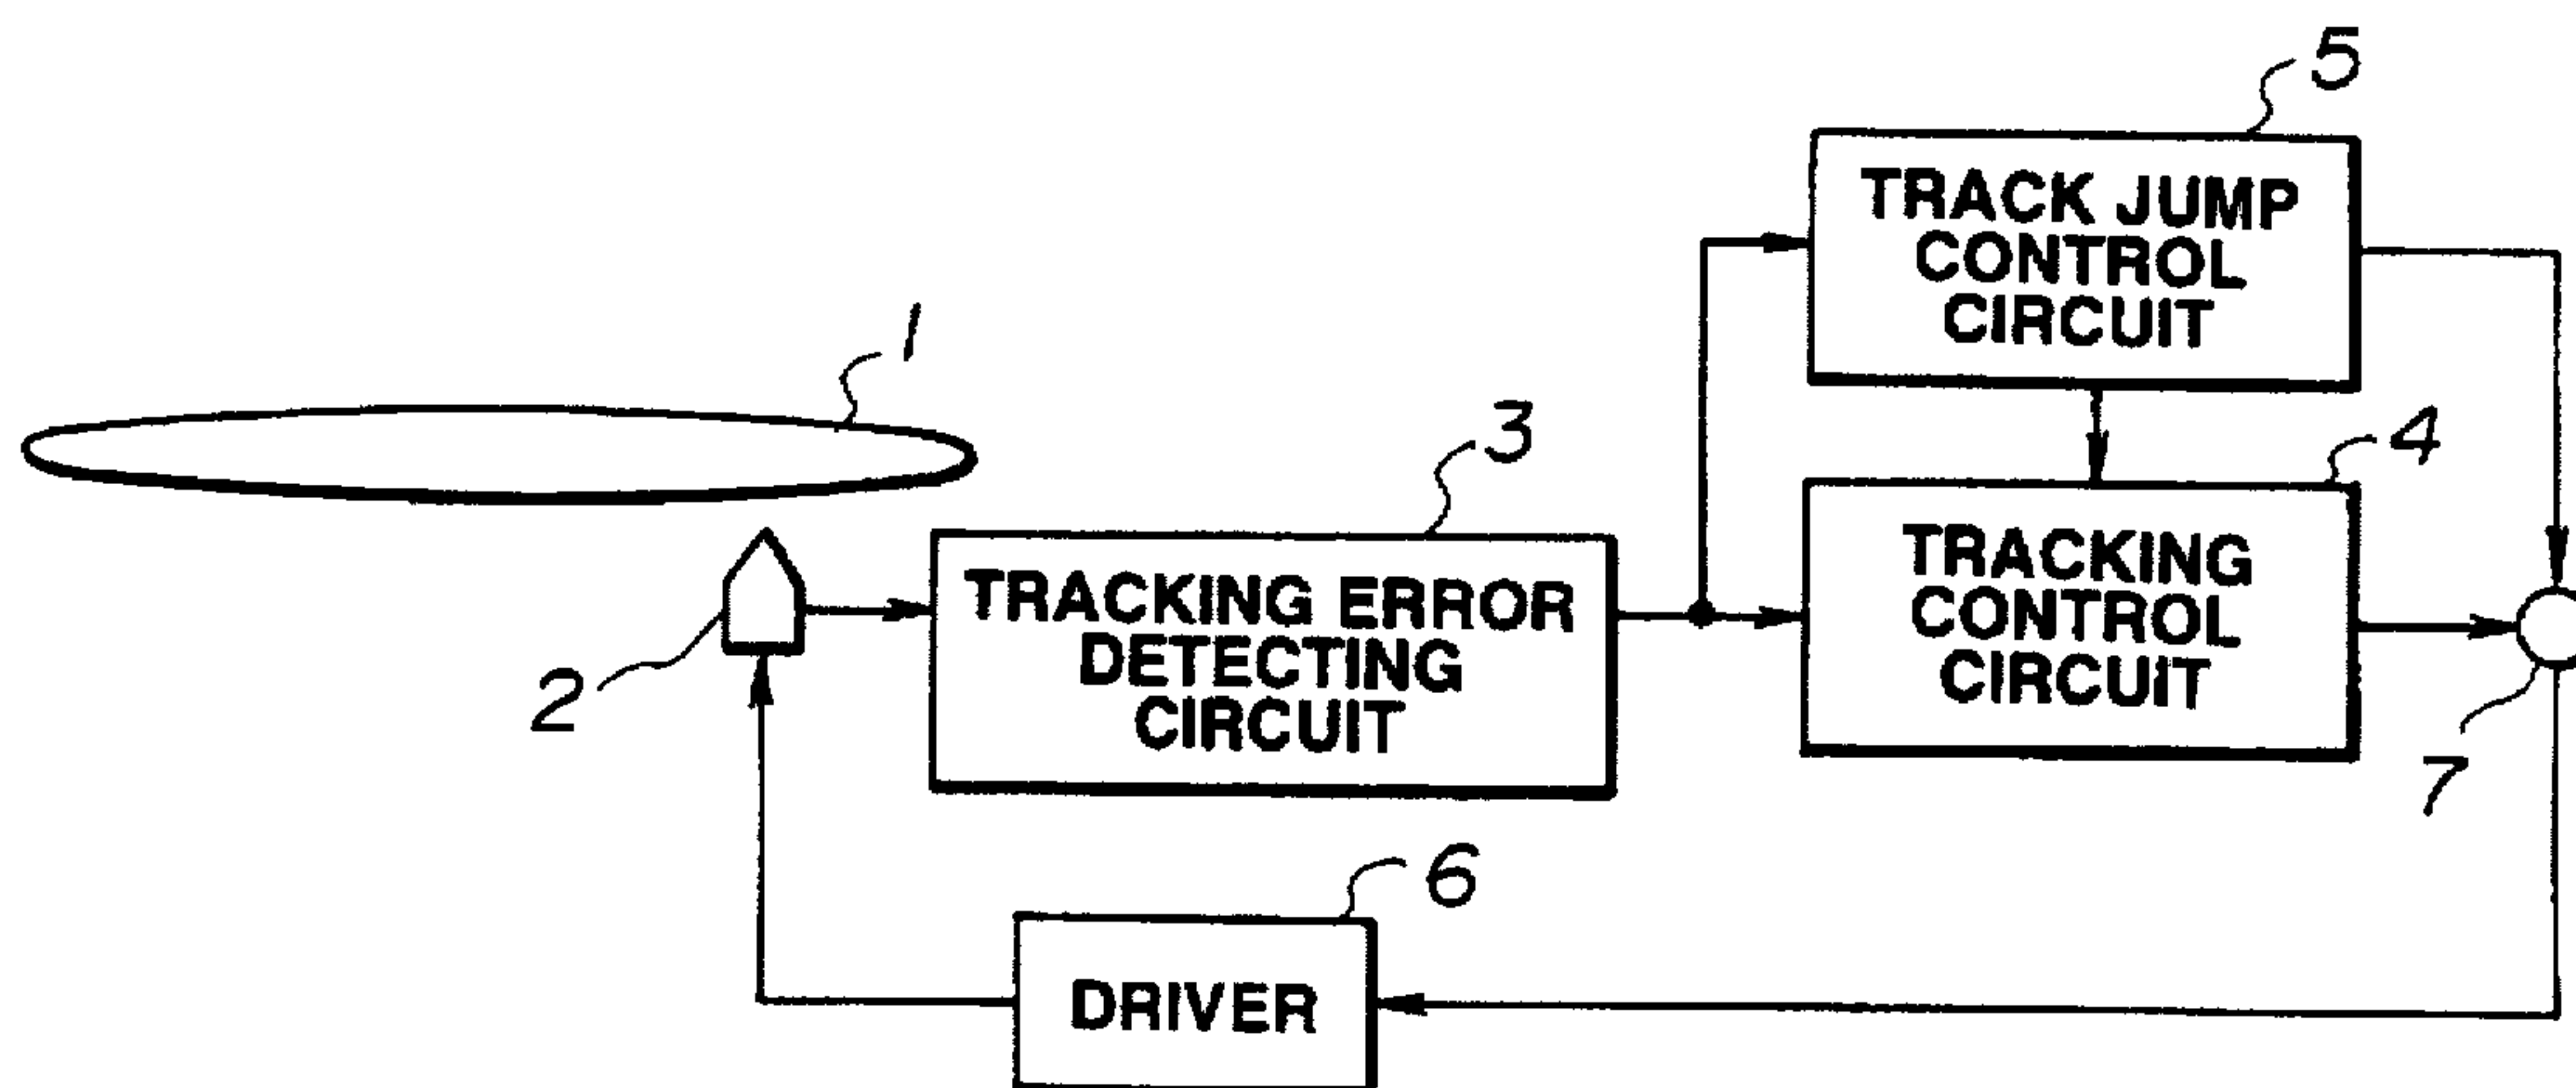 5
TRACK JUMP
CONTROL
CIRCUIT
1
3
4
TRACKING ERROR
DETECTING
CIRCUIT
TRACKING
CONTROL
CIRCUIT
2
7
6
DRIVER